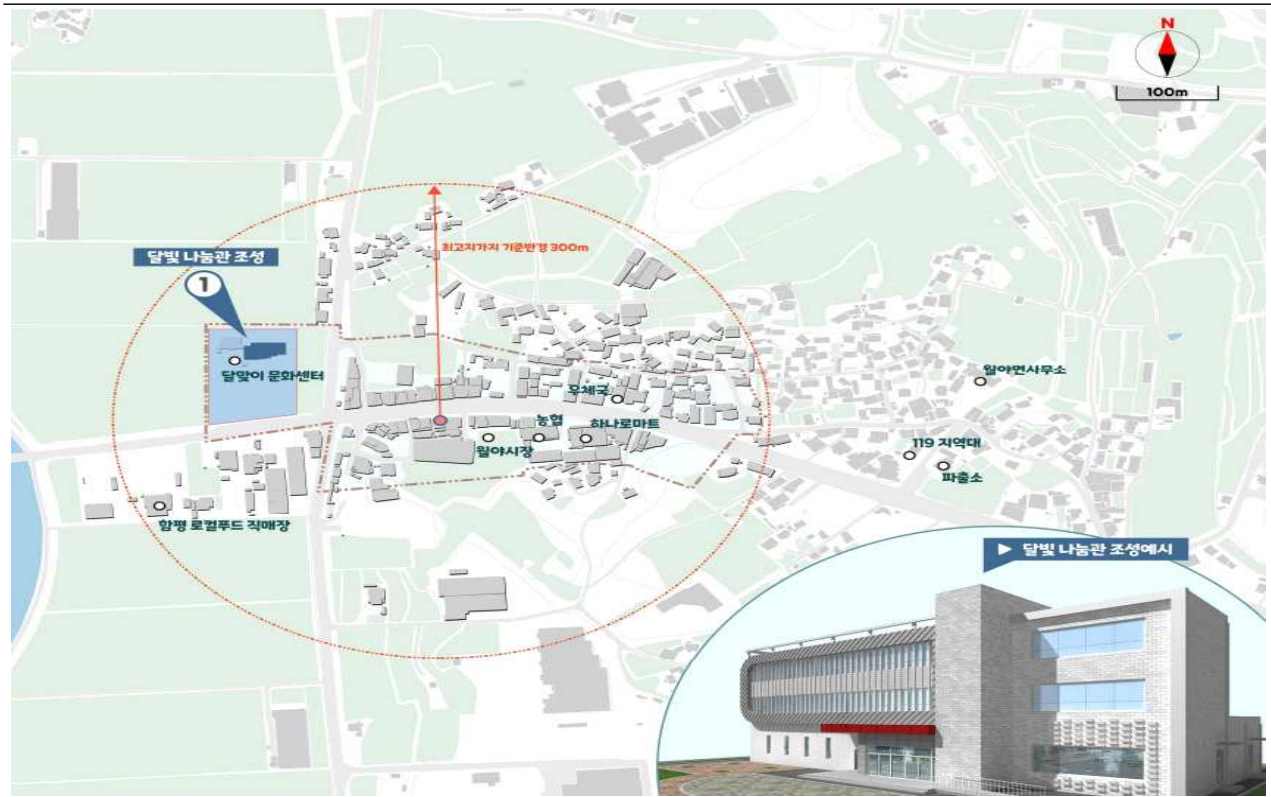 N
100m
최고지가지 기준반경 300m
달빛 나눔관 조성
1
달맞이 문화센터
우체국
월야면사무소
농협
하나로마트
월야시장
119 지역대
파출소
함평 로컬푸드 직매장
▶ 달빛 나눔관 조성예시